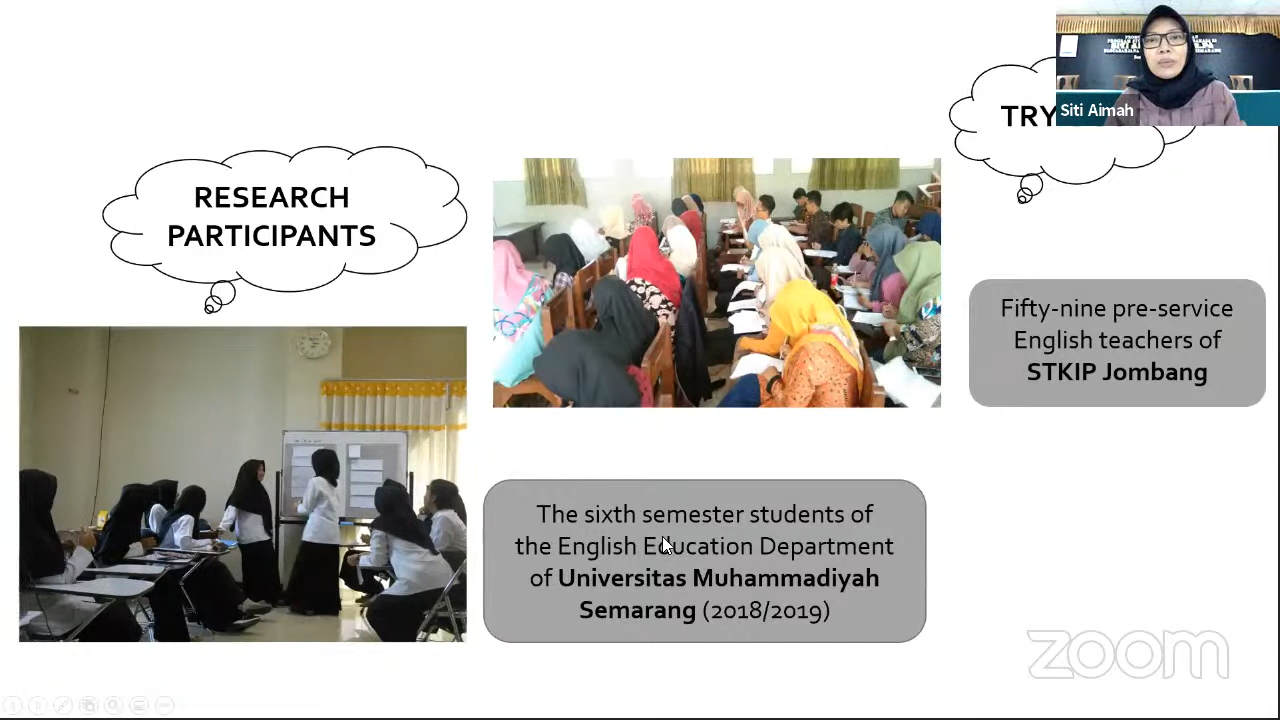 RESEARCH
PARTICIPANTS
TRY
Siti Aimah
Fifty-nine pre-service
English teachers of
STKIP Jombang
The sixth semester students of
the English Education Department
of Universitas Muhammadiyah
Semarang (2018/2019)
zoom